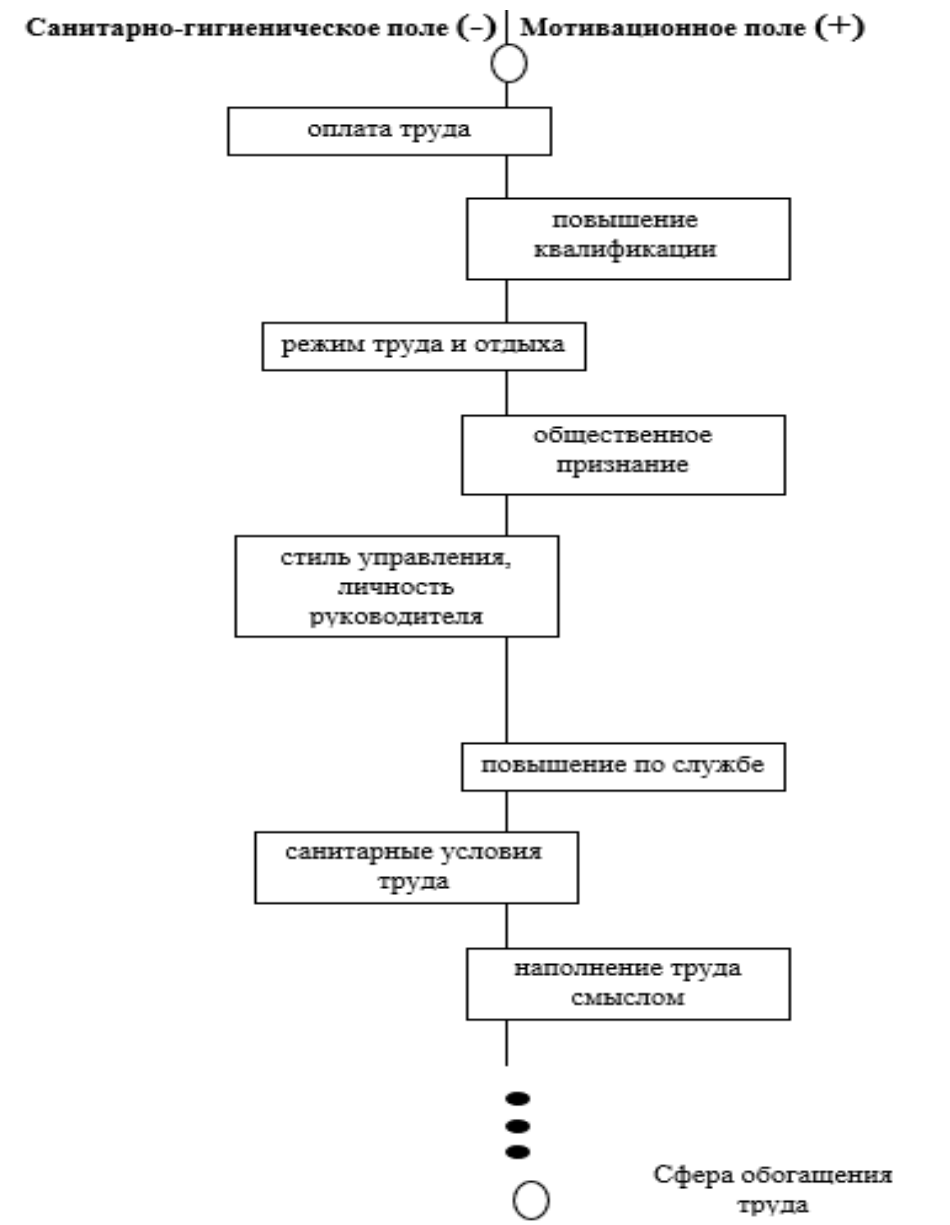 Санитарно-гигиеническое поле (-) Мотивационное поле (+)
оплата труда
повышение
квалификации
режим труда и отдыха
общественное
признание
стиль управления,
личность
руководителя
повышение по службе
санитарные условия
труда
наполнение труда
смыслом
Сфера обогащения
труда